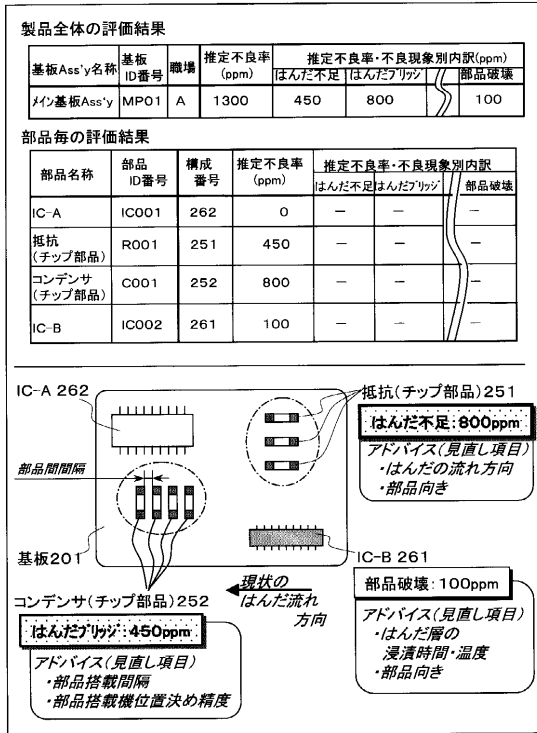 製品全体の評価結果
基板Ass'y名称 基板ID番号 職場 推定不良率(ppm) 推定不良率・不良現象別内訳(ppm)
はんだ不足 はんだブリッジ 部品破壊
メイン基板Ass'y MP01 A 1300 450 800 100
部品毎の評価結果
部品名称 部品ID番号 構成番号 推定不良率(ppm) 推定不良率・不良現象別内訳
はんだ不足 はんだブリッジ 部品破壊
IC-A IC001 262 0 － － －
抵抗(チップ部品) R001 251 450 － － －
コンデンサ(チップ部品) C001 252 800 － － －
IC-B IC002 261 100 － － －
IC-A 262
抵抗(チップ部品)251
はんだ不足:800ppm
アドバイス(見直し項目)
・はんだの流れ方向
・部品向き
部品間間隔
基板201
IC-B 261
部品破壊:100ppm
アドバイス(見直し項目)
・はんだ層の
浸漬時間・温度
・部品向き
現状の
はんだ流れ
方向
コンデンサ(チップ部品)252
はんだブリッジ:450ppm
アドバイス(見直し項目)
・部品搭載間隔
・部品搭載機位置決め精度